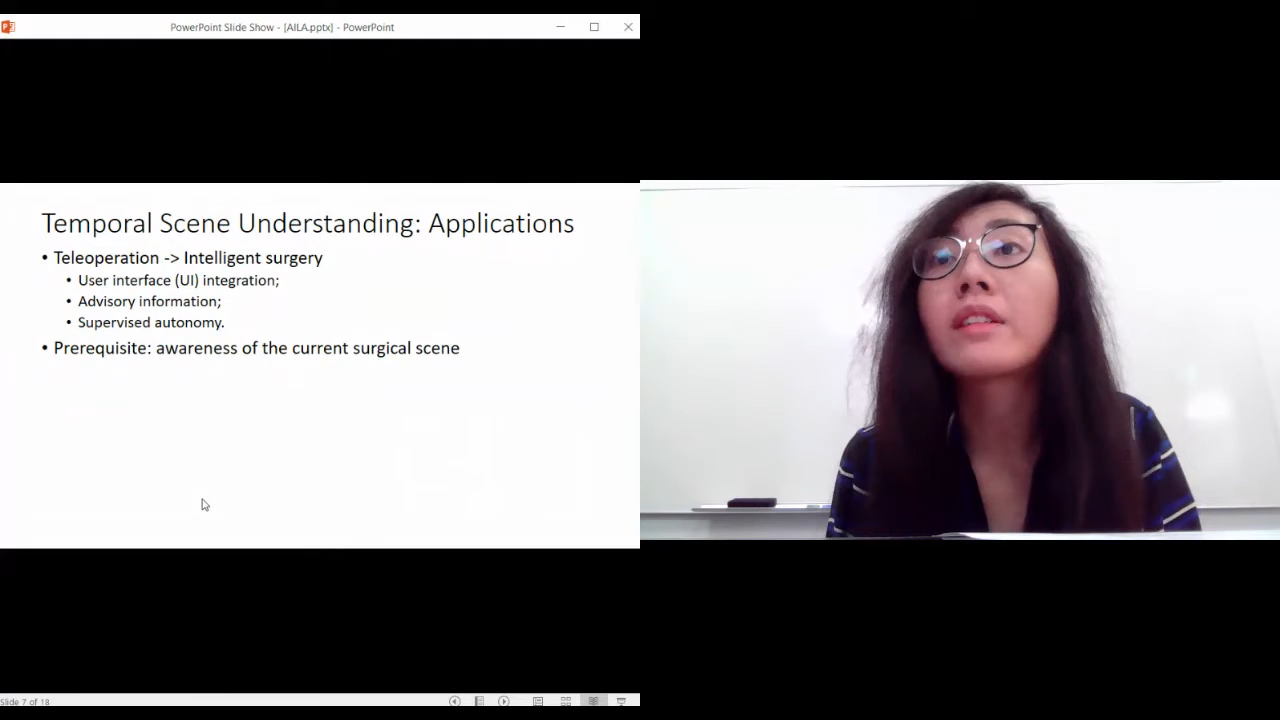 PowerPoint Slide Show - [AILA.pptx] - PowerPoint
Temporal Scene Understanding: Applications
• Teleoperation -> Intelligent surgery
• User interface (UI) integration;
• Advisory information;
• Supervised autonomy.
• Prerequisite: awareness of the current surgical scene
Slide 7 of 18